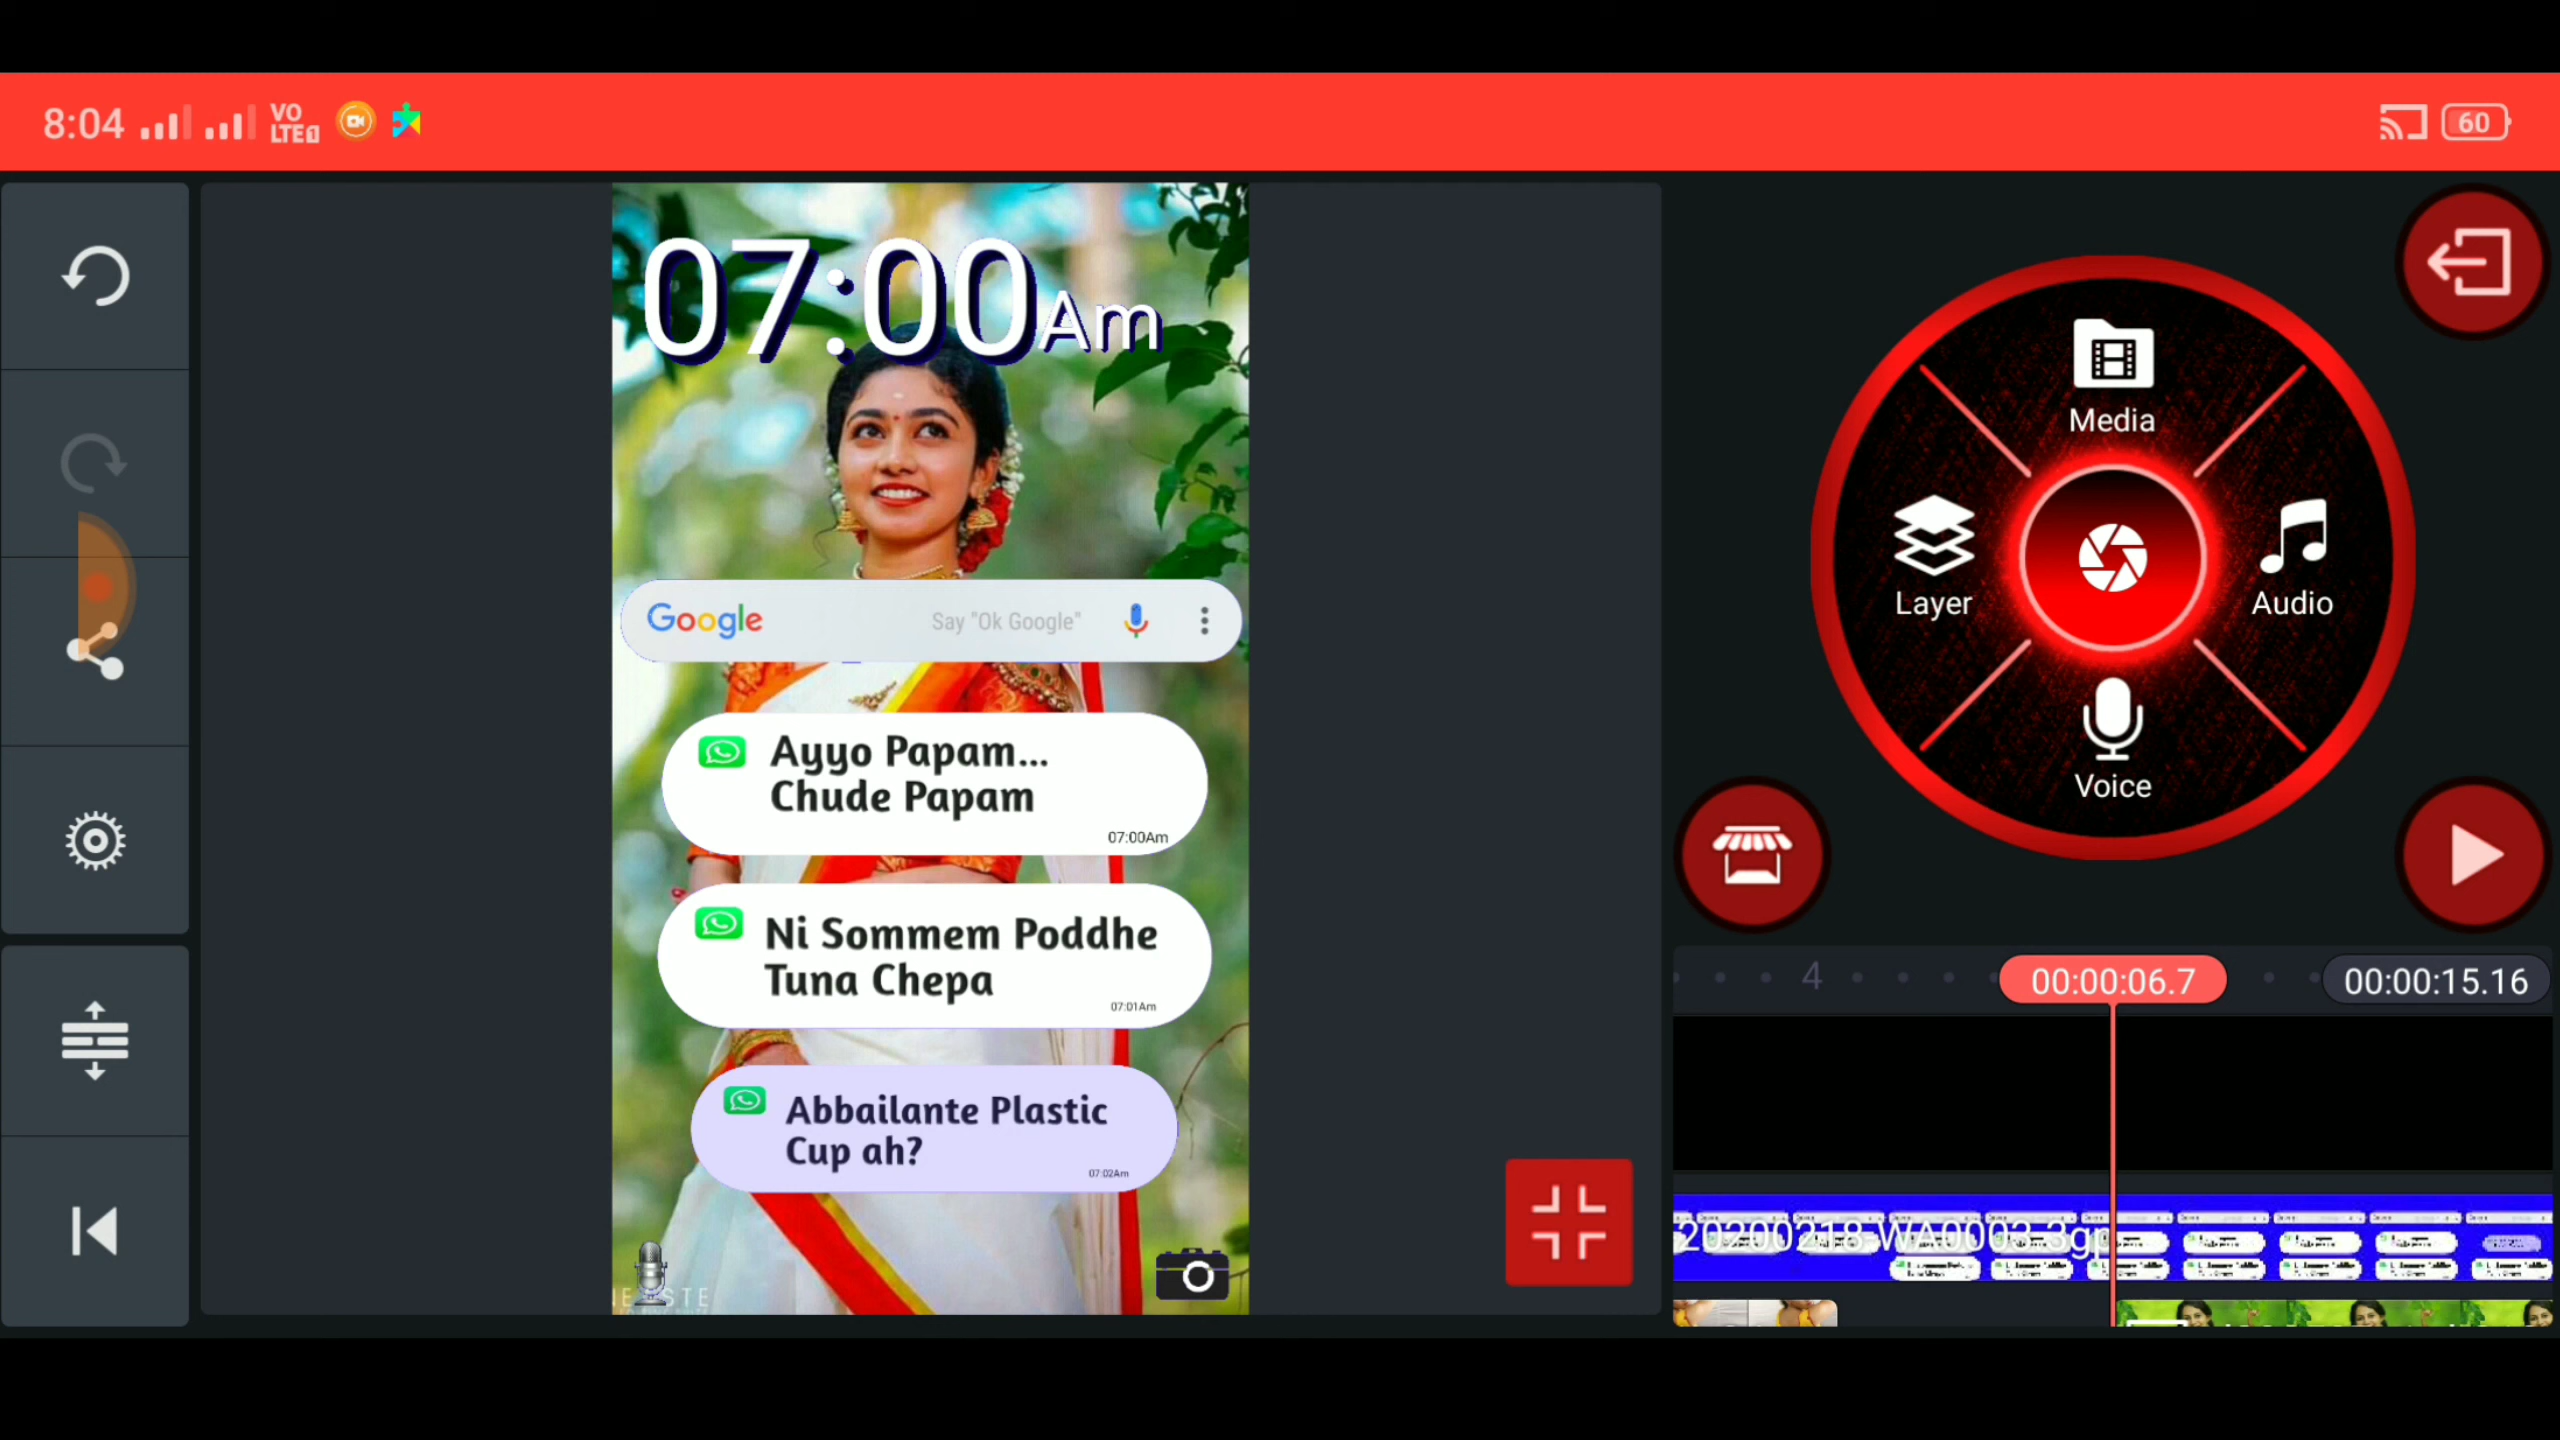 8:04 VO LTE1 60
07:00Am
Google Say "Ok Google"
Ayyo Papam...
Chude Papam
07:00Am
Ni Sommem Poddhe
Tuna Chepa
07:01Am
Abbailante Plastic
Cup ah?
07:02Am
Media
Layer
Audio
Voice
4 00:00:06.7 00:00:15.16
20200218-WA0003.3gp